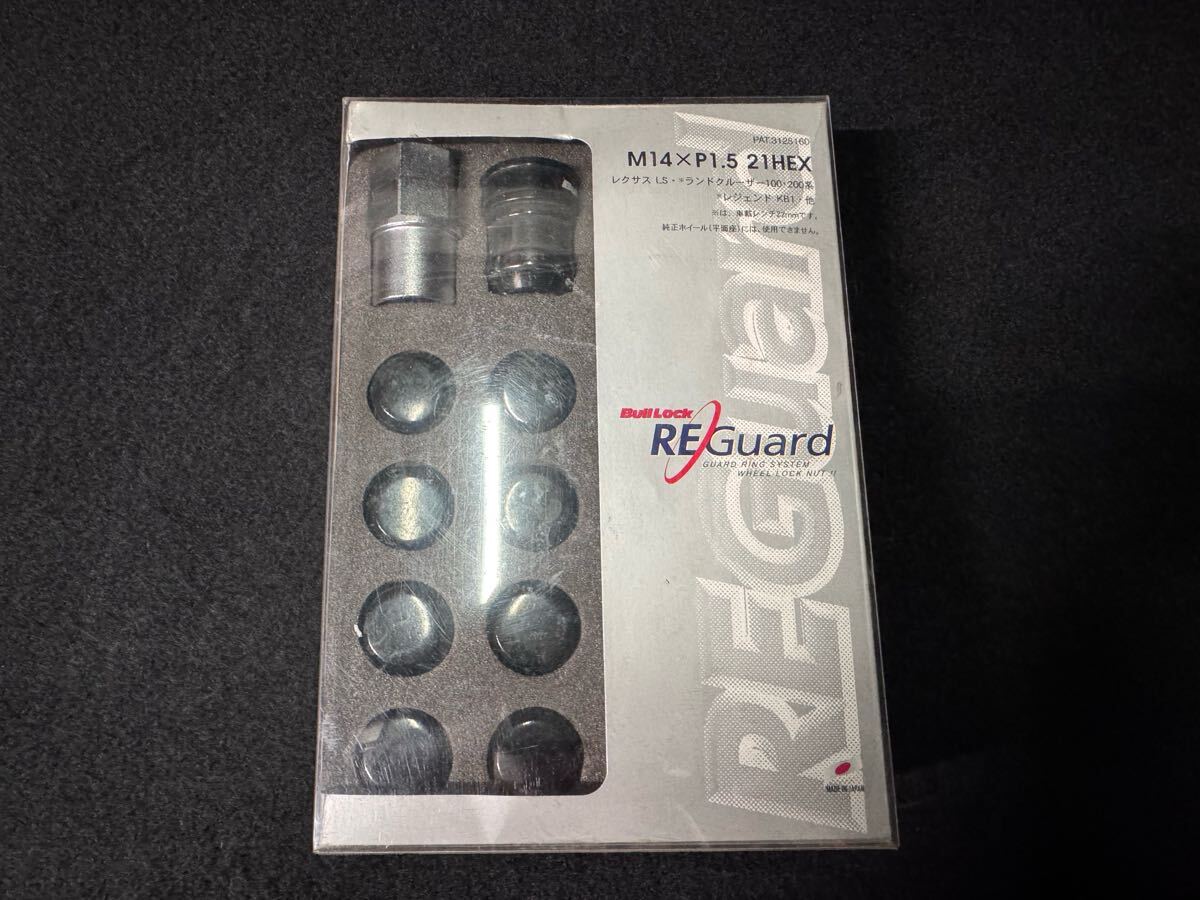 PAT.3125160
M14×P1.5 21HEX
レクサス LS・*ランドクルーザー100・200系
*レジェンド KB1・他
※は、車載レンチ22mmです。
純正ホイール(平面座)には、使用できません。
REGuard
Bull Lock
REGuard
GUARD RING SYSTEM
WHEEL LOCK NUT !!
MADE IN JAPAN